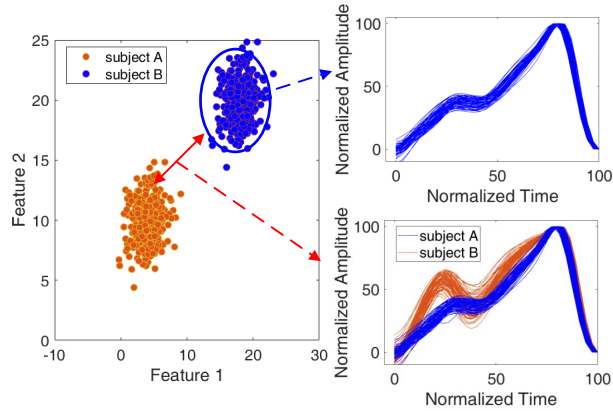 25
20
15
10
5
0
-10
0
10
20
30
Feature 2
Feature 1
subject A
subject B
100
50
0
0
50
100
Normalized Amplitude
Normalized Time
100
50
0
0
50
100
Normalized Amplitude
Normalized Time
subject A
subject B